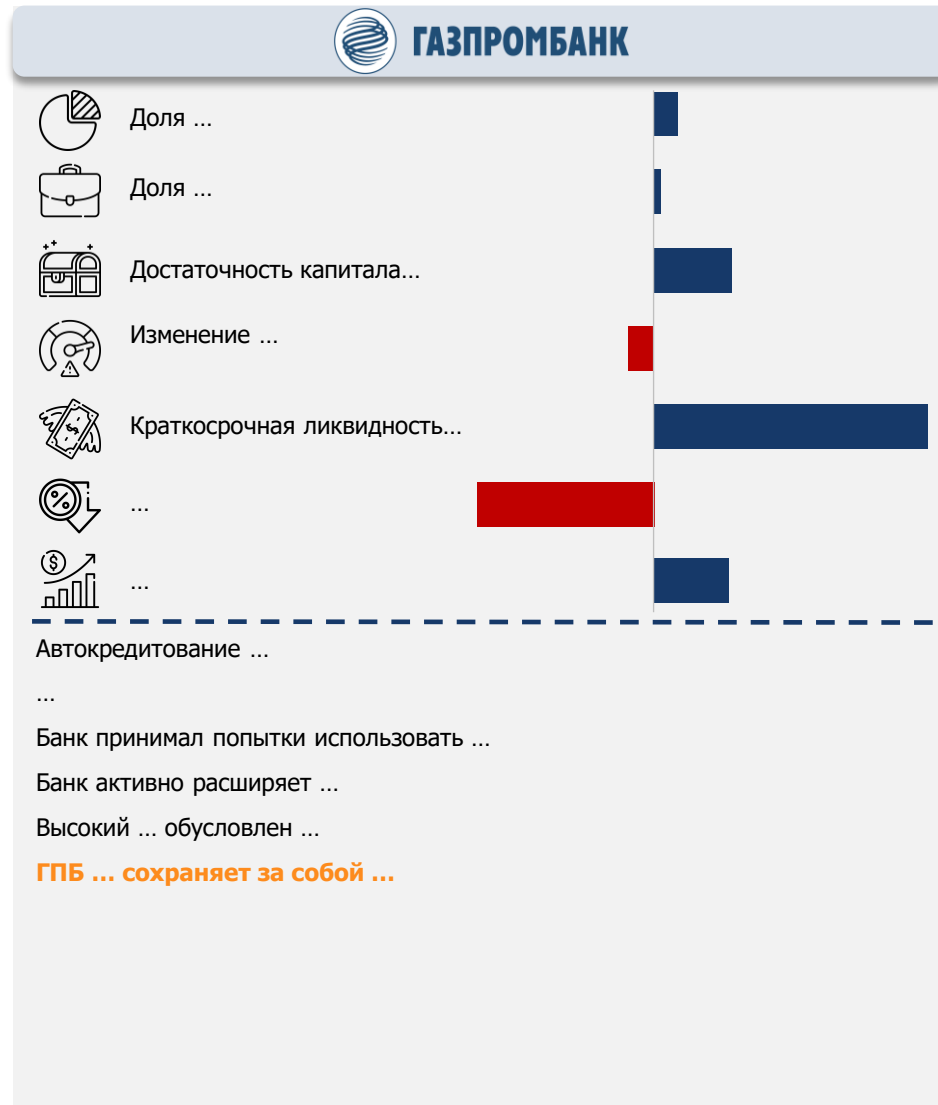 ГАЗПРОМБАНК
Доля ...
Доля ...
Достаточность капитала...
Изменение ...
Краткосрочная ликвидность...
...
...
Автокредитование ...
...
Банк принимал попытки использовать ...
Банк активно расширяет ...
Высокий ... обусловлен ...
ГПБ ... сохраняет за собой ...